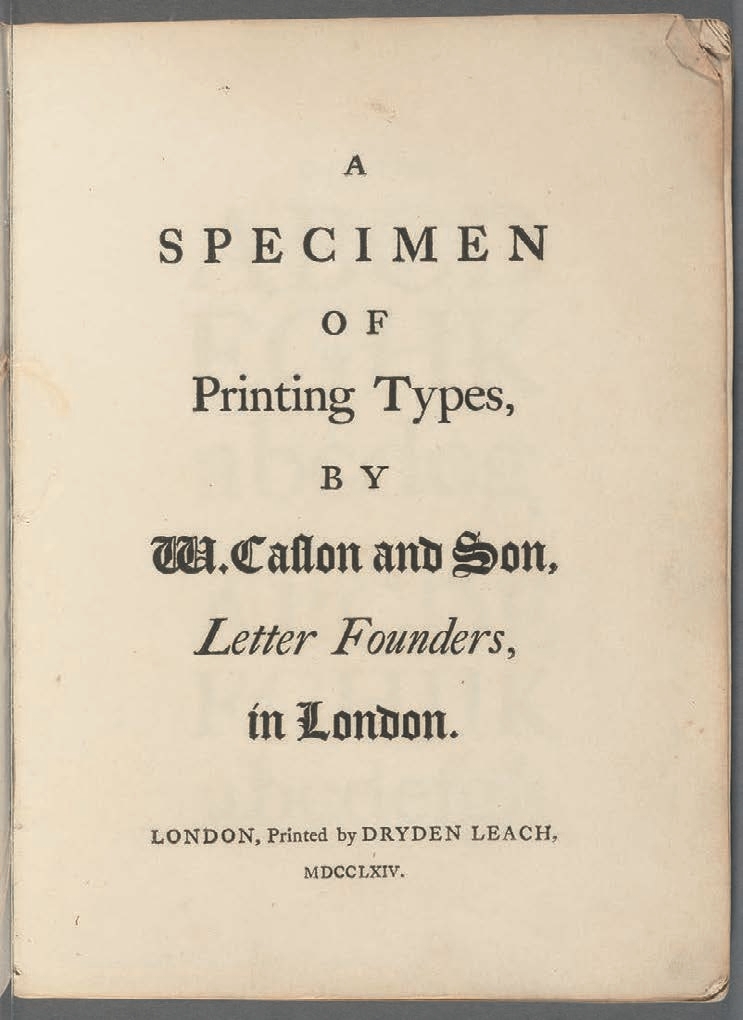 A
SPECIMEN
OF
Printing Types,
BY
W. Caslon and Son,
Letter Founders,
in London.
LONDON, Printed by DRYDEN LEACH,
MDCCLXIV.